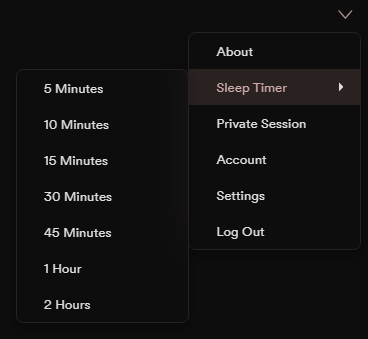 About
Sleep Timer
Private Session
Account
Settings
Log Out
5 Minutes
10 Minutes
15 Minutes
30 Minutes
45 Minutes
1 Hour
2 Hours